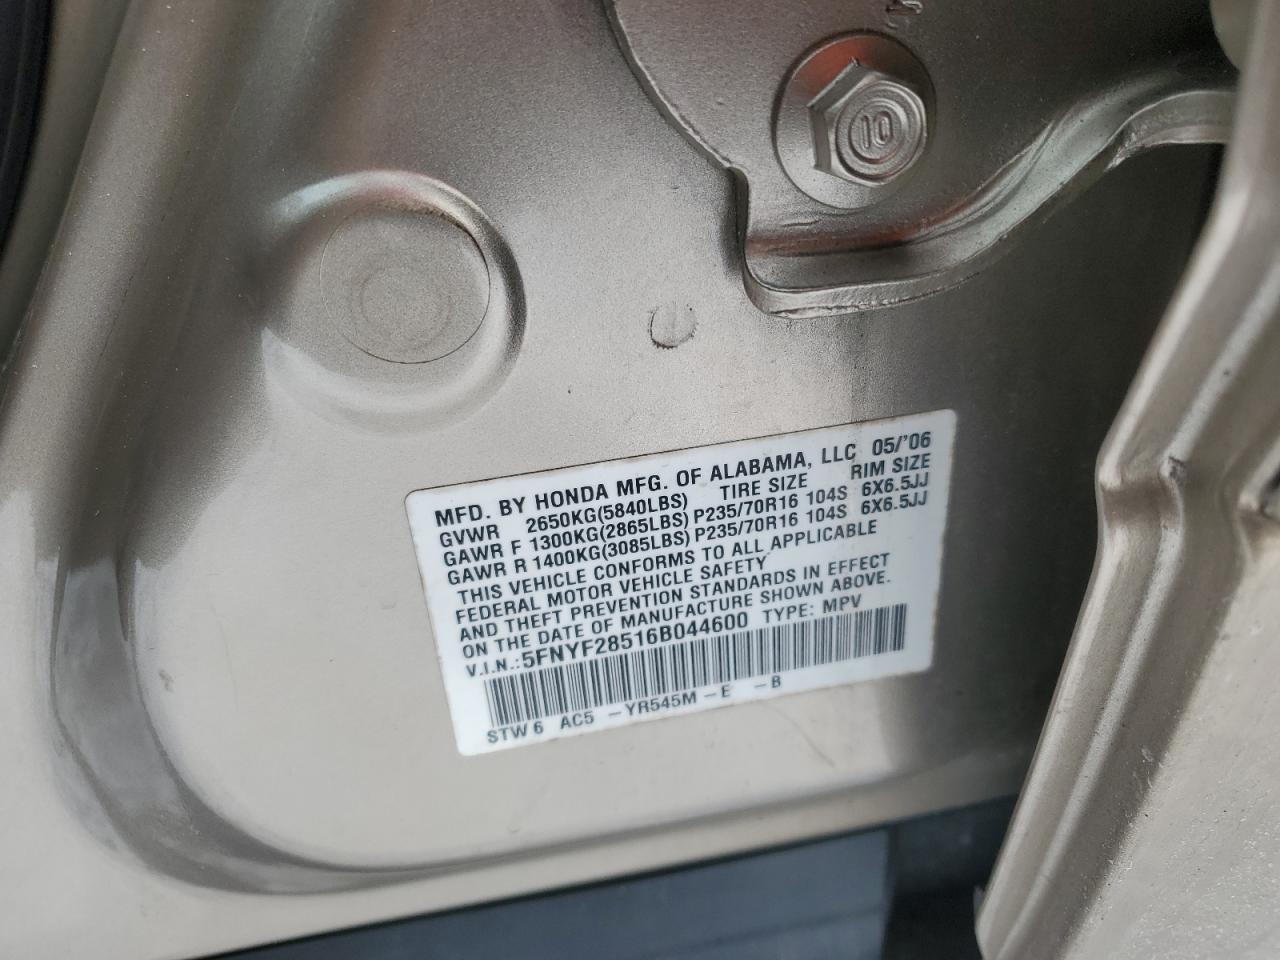 10
MFD. BY HONDA MFG. OF ALABAMA, LLC 05/'06
GVWR 2650KG(5840LBS) TIRE SIZE RIM SIZE
GAWR F 1300KG(2865LBS) P235/70R16 104S 6X6.5JJ
GAWR R 1400KG(3085LBS) P235/70R16 104S 6X6.5JJ
THIS VEHICLE CONFORMS TO ALL APPLICABLE
FEDERAL MOTOR VEHICLE SAFETY
AND THEFT PREVENTION STANDARDS IN EFFECT
ON THE DATE OF MANUFACTURE SHOWN ABOVE.
V.I.N.:5FNYF28516B044600 TYPE: MPV
STW6 AC5 -YR545M-E -B